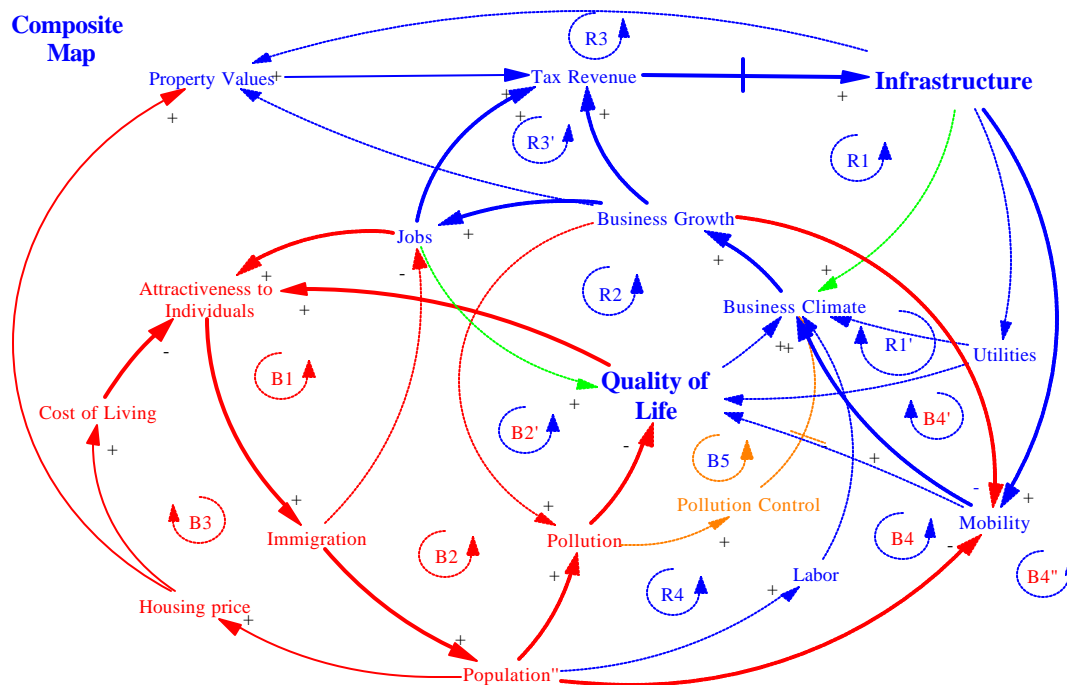 Composite
Map
R3
Property Values
+
Tax Revenue
+
Infrastructure
+
+
+
+
R3'
R1
Jobs
+
Business Growth
+
-
+
+
Attractiveness to
Individuals
+
R2
Business Climate
-
B1
++
R1'
Utilities
Quality of
Life
+
Cost of Living
+
B2'
-
B5
-
+
B4'
B3
+
Immigration
B2
+
Pollution
Pollution Control
+
-
+
Mobility
B4
-
Housing price
+
+
R4
Labor
+
B4"
+
Population"